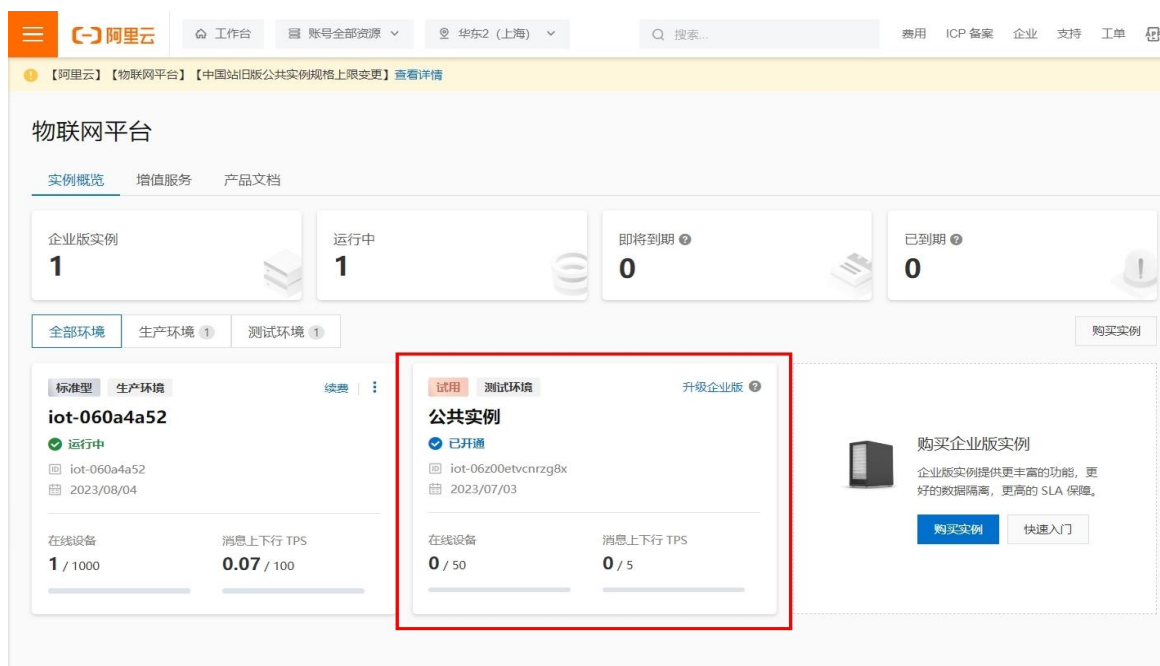 阿里云 工作台 账号全部资源 华东2（上海） 搜索... 费用 ICP 备案 企业 支持 工单
【阿里云】【物联网平台】【中国站旧版公共实例规格上限变更】查看详情
物联网平台
实例概览 增值服务 产品文档
企业版实例 运行中 即将到期 已到期
1 1 0 0
全部环境 生产环境 1 测试环境 1 购买实例
标准型 生产环境 续费
iot-060a4a52
运行中
ID iot-060a4a52
2023/08/04
在线设备 消息上下行 TPS
1 / 1000 0.07 / 100
试用 测试环境 升级企业版
公共实例
已开通
ID iot-06z00etvcnrzg8x
2023/07/03
在线设备 消息上下行 TPS
0 / 50 0 / 5
购买企业版实例
企业版实例提供更丰富的功能，更
好的数据隔离，更高的 SLA 保障。
购买实例 快速入门